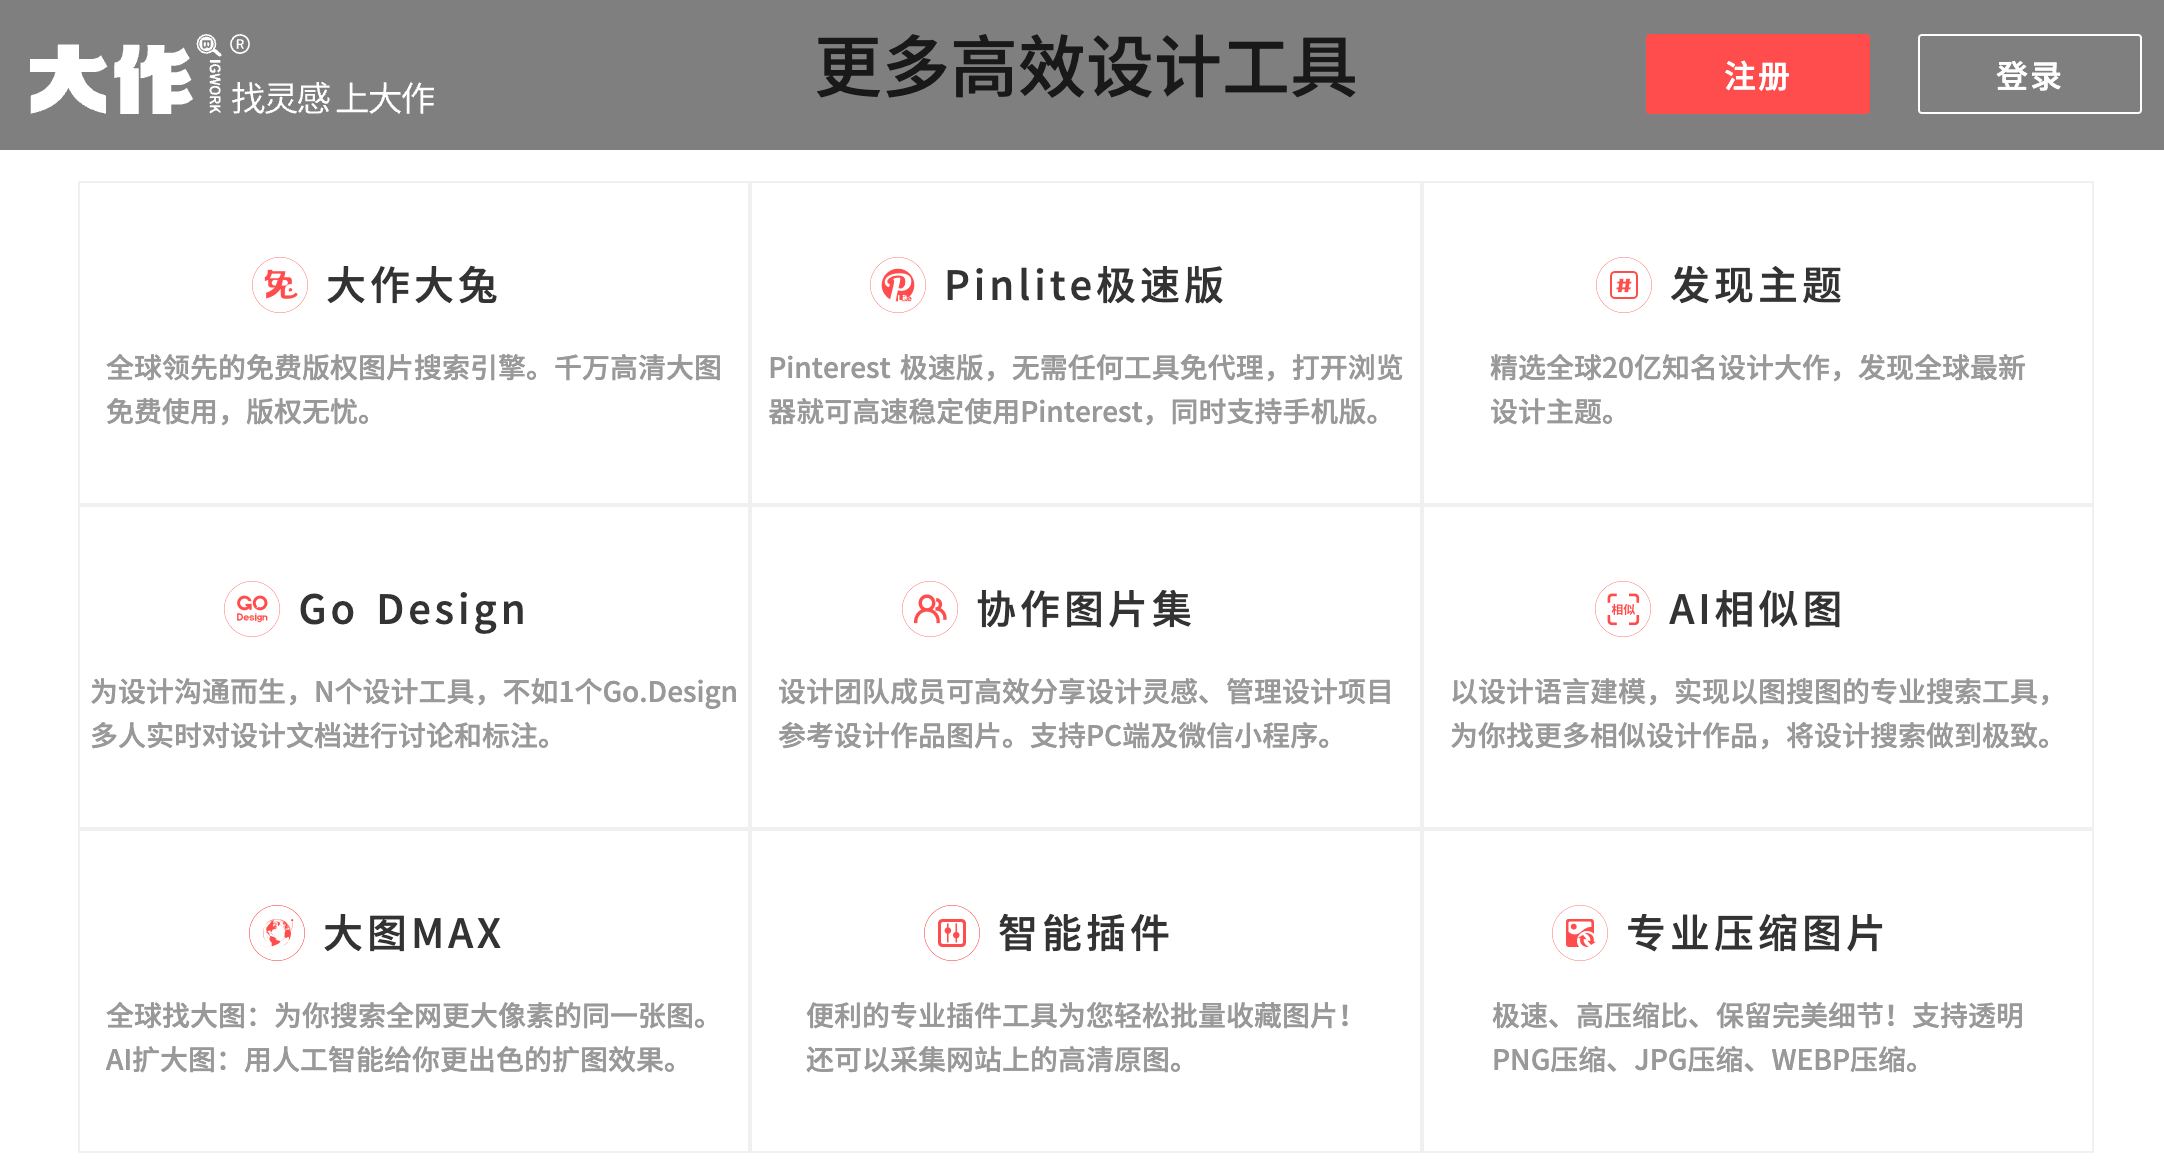 大作 BIGWORK ® 找灵感 上大作
更多高效设计工具
注册
登录
兔 大作大兔
全球领先的免费版权图片搜索引擎。千万高清大图
免费使用，版权无忧。
Pinlite极速版
Pinterest 极速版，无需任何工具免代理，打开浏览
器就可高速稳定使用Pinterest，同时支持手机版。
# 发现主题
精选全球20亿知名设计大作，发现全球最新
设计主题。
GO Design Go Design
为设计沟通而生，N个设计工具，不如1个Go.Design
多人实时对设计文档进行讨论和标注。
协作图片集
设计团队成员可高效分享设计灵感、管理设计项目
参考设计作品图片。支持PC端及微信小程序。
相似 AI相似图
以设计语言建模，实现以图搜图的专业搜索工具，
为你找更多相似设计作品，将设计搜索做到极致。
大图MAX
全球找大图：为你搜索全网更大像素的同一张图。
AI扩大图：用人工智能给你更出色的扩图效果。
智能插件
便利的专业插件工具为您轻松批量收藏图片！
还可以采集网站上的高清原图。
专业压缩图片
极速、高压缩比、保留完美细节！支持透明
PNG压缩、JPG压缩、WEBP压缩。